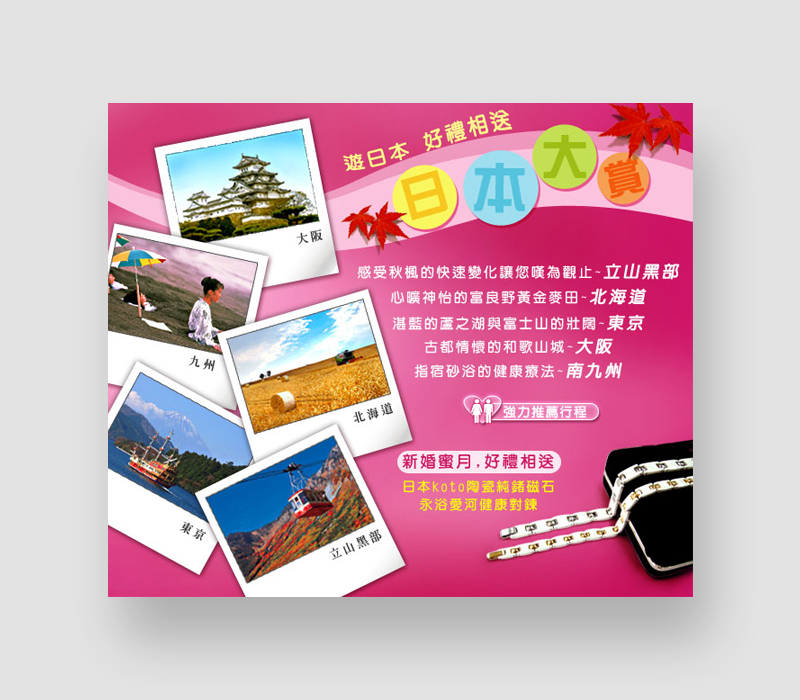 遊日本 好禮相送
日本大賞
感受秋楓的快速變化讓您嘆為觀止~立山黑部
心曠神怡的富良野黃金麥田~北海道
湛藍的蘆之湖與富士山的壯闊~東京
古都情懷的和歌山城~大阪
指宿砂浴的健康療法~南九州
強力推薦行程
新婚蜜月,好禮相送
日本koto陶瓷純鍺磁石
永浴愛河健康對鍊
大阪
九州
北海道
東京
立山黑部